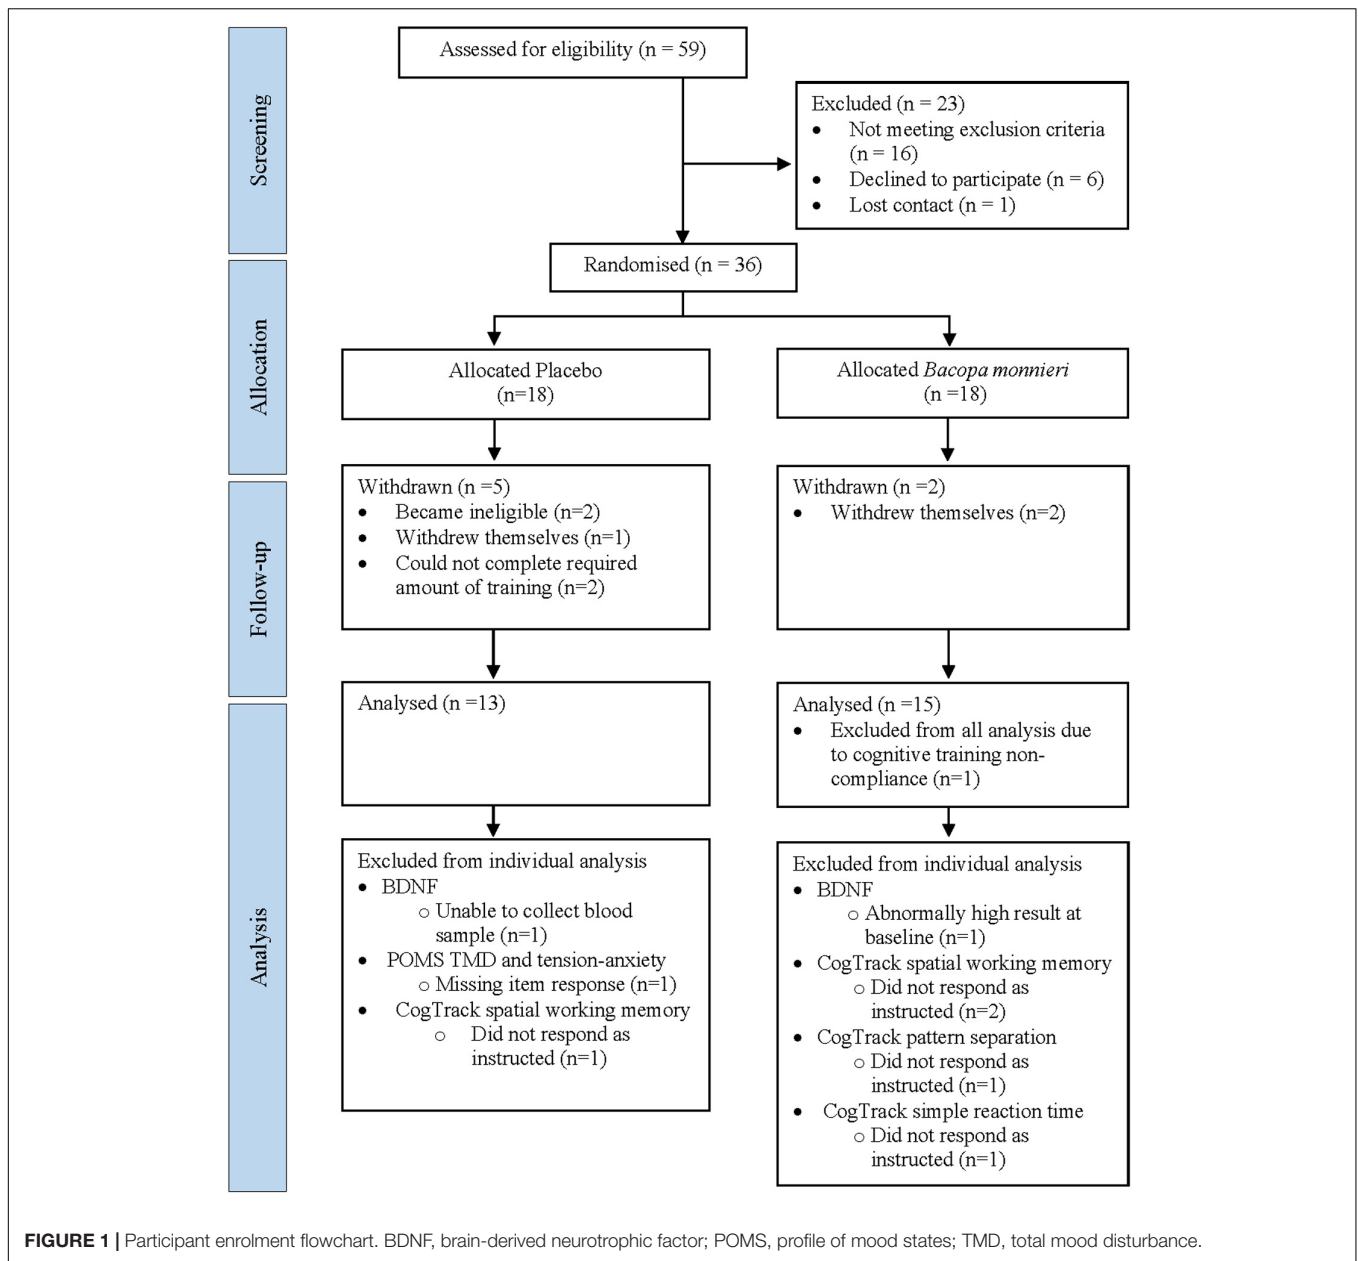 Screening
Assessed for eligibility (n = 59)
Excluded (n = 23)
● Not meeting exclusion criteria
(n = 16)
● Declined to participate (n = 6)
● Lost contact (n = 1)
Randomised (n = 36)
Allocation
Allocated Placebo
(n=18)
Allocated Bacopa monnieri
(n =18)
Follow-up
Withdrawn (n =5)
● Became ineligible (n=2)
● Withdrew themselves (n=1)
● Could not complete required
amount of training (n=2)
Withdrawn (n =2)
● Withdrew themselves (n=2)
Analysis
Analysed (n =13)
Analysed (n =15)
● Excluded from all analysis due
to cognitive training non-
compliance (n=1)
Excluded from individual analysis
● BDNF
○ Unable to collect blood
sample (n=1)
● POMS TMD and tension-anxiety
○ Missing item response (n=1)
● CogTrack spatial working memory
○ Did not respond as
instructed (n=1)
Excluded from individual analysis
● BDNF
○ Abnormally high result at
baseline (n=1)
● CogTrack spatial working memory
○ Did not respond as
instructed (n=2)
● CogTrack pattern separation
○ Did not respond as
instructed (n=1)
● CogTrack simple reaction time
○ Did not respond as
instructed (n=1)
FIGURE 1 | Participant enrolment flowchart. BDNF, brain-derived neurotrophic factor; POMS, profile of mood states; TMD, total mood disturbance.